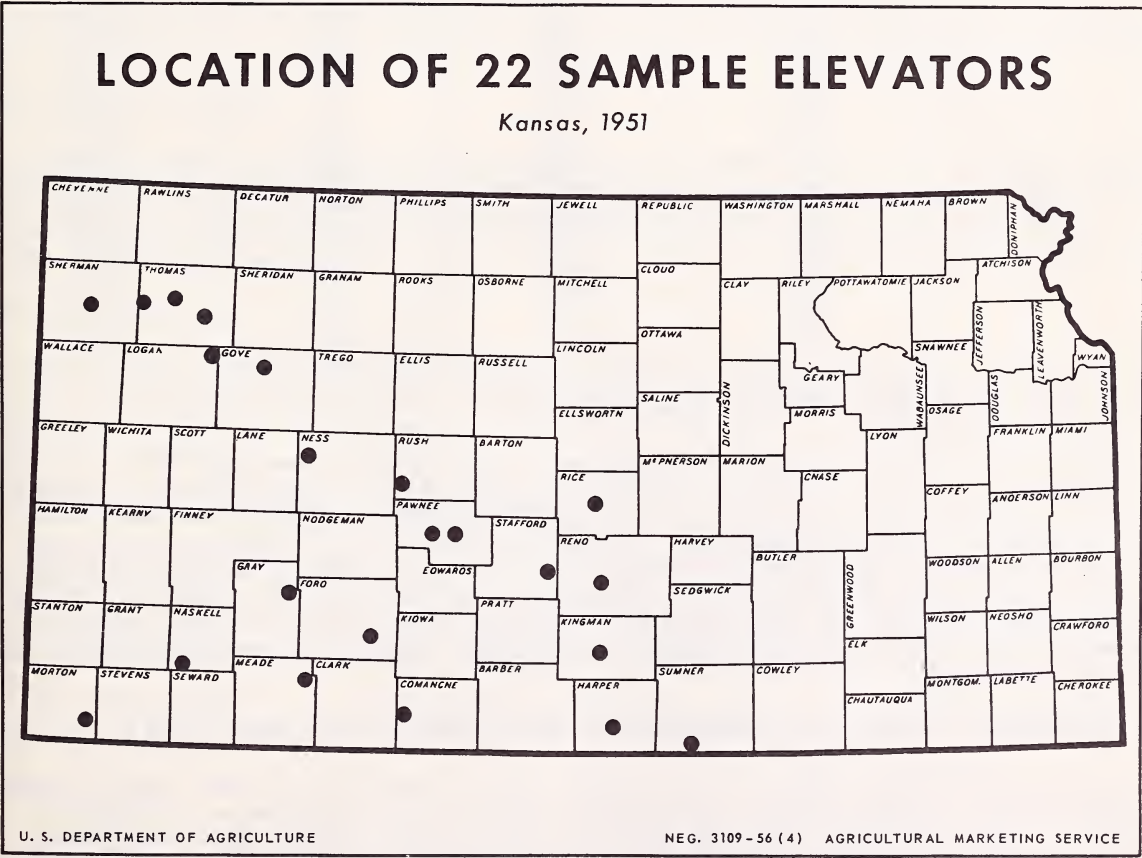 LOCATION OF 22 SAMPLE ELEVATORS
Kansas, 1951
CHEYENNE RAWLINS DECATUR NORTON PHILLIPS SMITH JEWELL REPUBLIC WASHINGTON MARSHALL NEMAHA BROWN DONIPHAN
SHERMAN THOMAS SHERIDAN GRAHAM ROOKS OSBORNE MITCHELL CLOUD CLAY RILEY POTTAWATOMIE JACKSON ATCHISON
OTTAWA JEFFERSON LEAVENWORTH
WALLACE LOGAN GOVE TREGO ELLIS RUSSELL LINCOLN SNAWNEE WYAN
SALINE DICKINSON GEARY WABAUNSEE DOUGLAS JOHNSON
ELLSWORTH MORRIS OSAGE
GREELEY WICHITA SCOTT LANE NESS RUSH BARTON LYON FRANKLIN MIAMI
RICE McPNERSON MARION CHASE
COFFEY ANDERSON LINN
HAMILTON KEARNY FINNEY NODGEMAN PAWNEE STAFFORD
RENO HARVEY BUTLER GREENWOOD WOODSON ALLEN BOURBON
GRAY FORO EDWAROS SEDGWICK
STANTON GRANT HASKELL KIOWA PRATT KINGMAN WILSON NEOSHO CRAWFORD
ELK
MORTON STEVENS SEWARD MEADE CLARK COMANCNE BARBER HARPER SUMNER COWLEY
CHAUTAUQUA MONTGOM. LABETTE CHEROKEE
U. S. DEPARTMENT OF AGRICULTURE NEG. 3109-56 (4) AGRICULTURAL MARKETING SERVICE